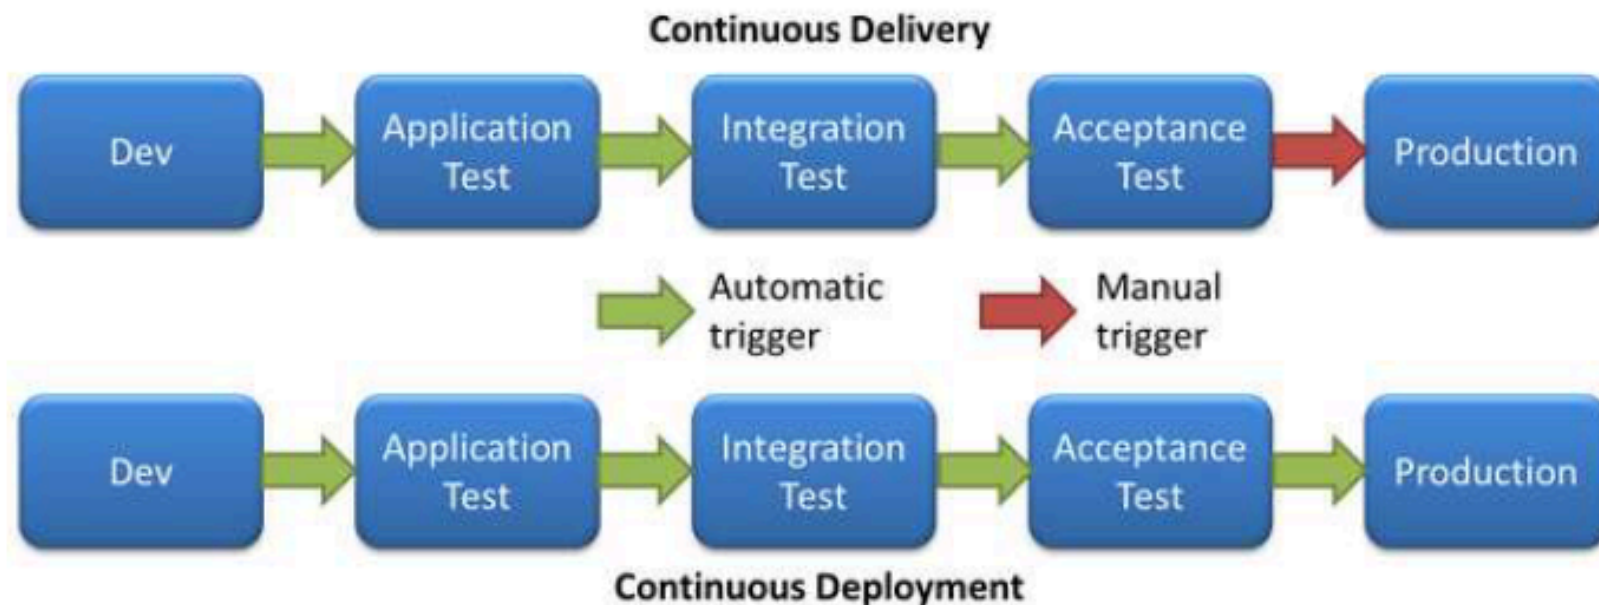 Continuous Delivery
Dev
Application
Test
Integration
Test
Acceptance
Test
Production
Automatic
trigger
Manual
trigger
Dev
Application
Test
Integration
Test
Acceptance
Test
Production
Continuous Deployment